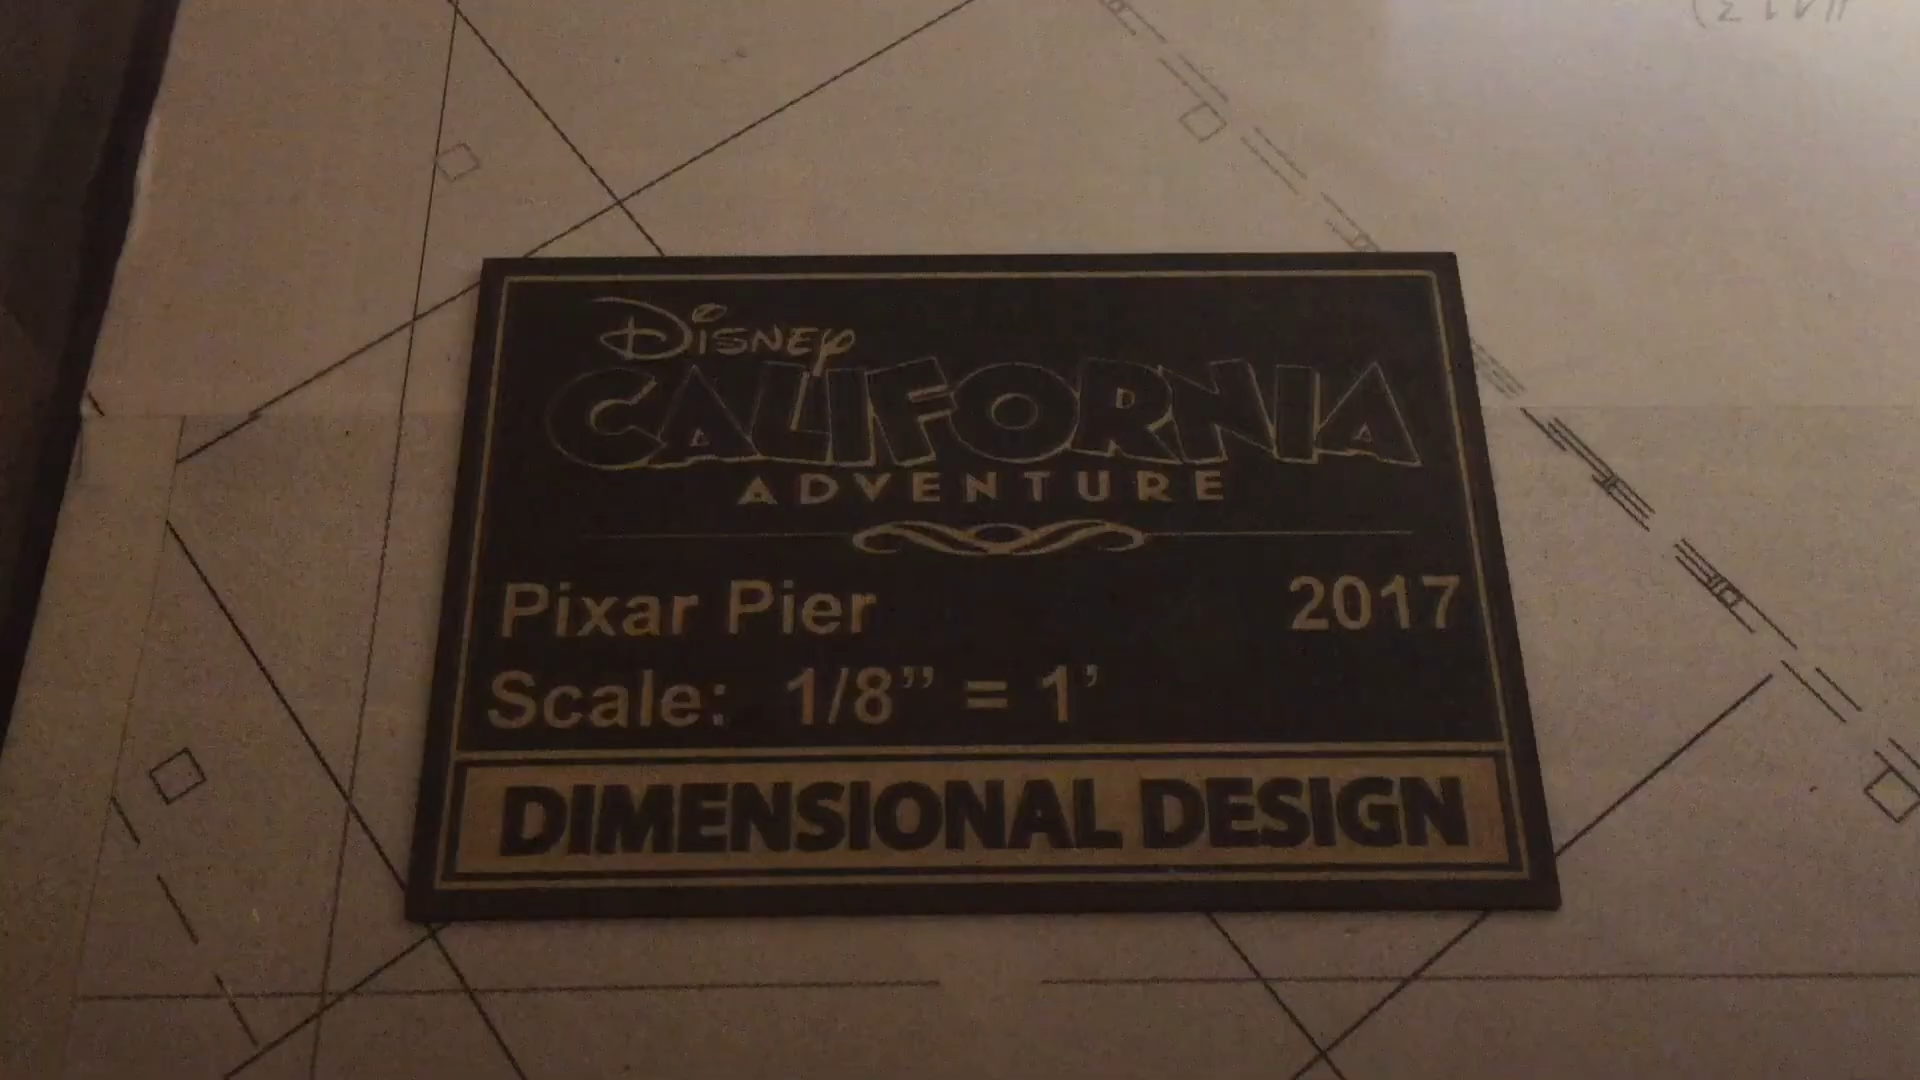 Disney
CALIFORNIA
ADVENTURE
Pixar Pier 2017
Scale: 1/8” = 1’
DIMENSIONAL DESIGN